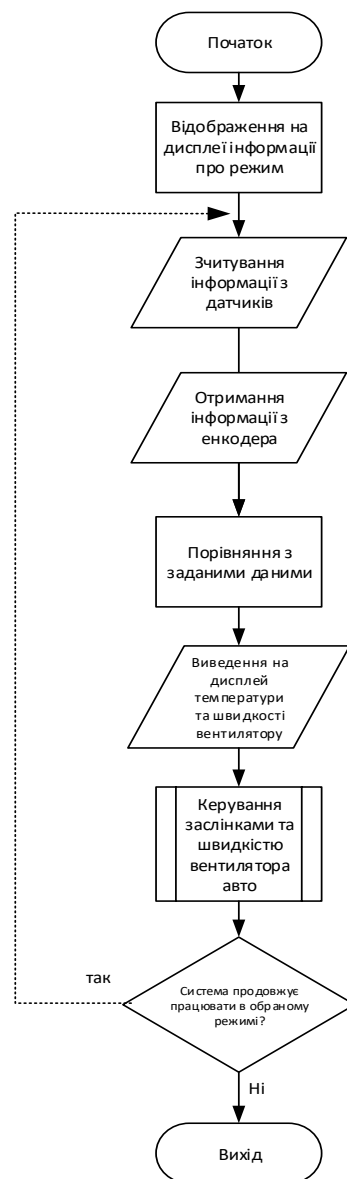 Початок
Відображення на
дисплеї інформації
про режим
Зчитування
інформації з
датчиків
Отримання
інформації з
енкодера
Порівняння з
заданими даними
Виведення на
дисплей
температури
та швидкості
вентилятору
Керування
заслінками та
швидкістю
вентилятора
авто
Система продовжує
працювати в обраному
режимі?
так
Ні
Вихід